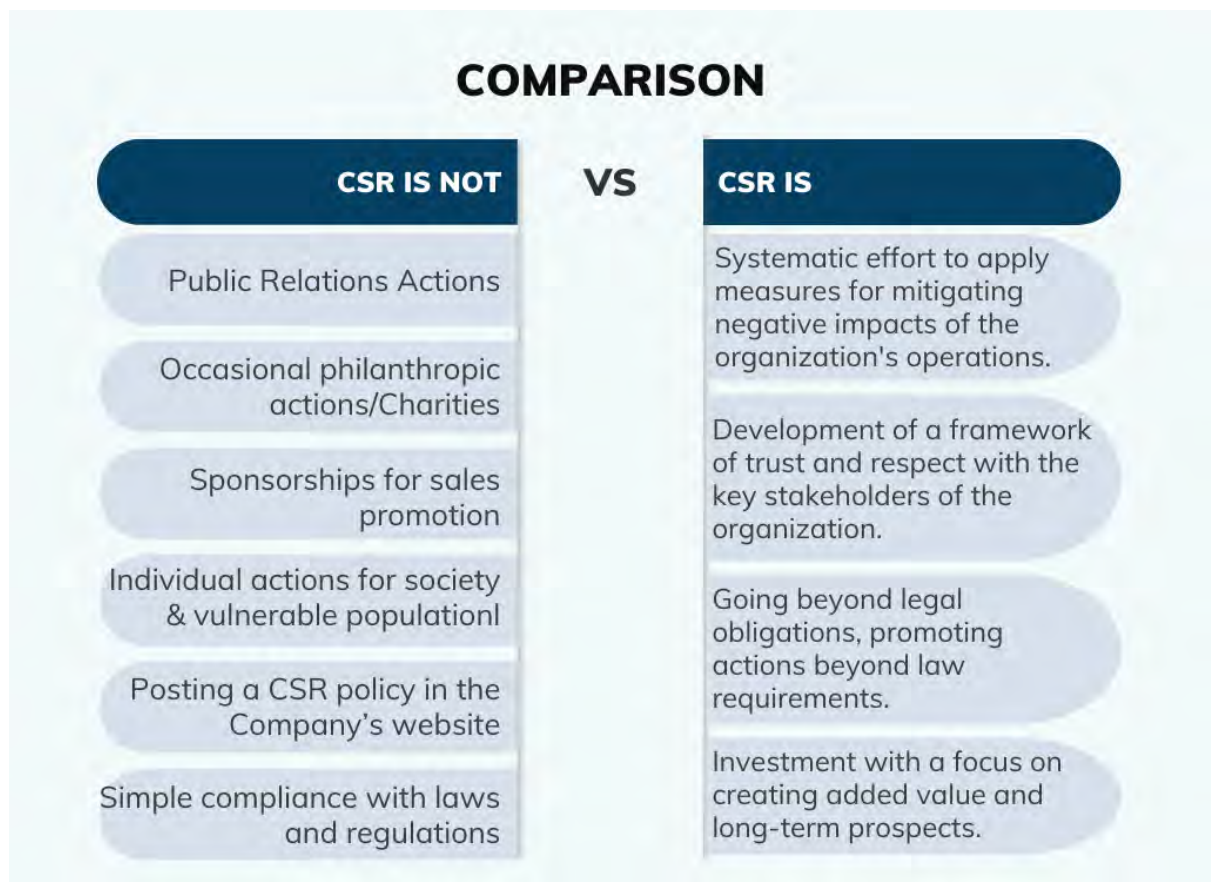 COMPARISON
CSR IS NOT
VS
CSR IS
Public Relations Actions
Occasional philanthropic
actions/Charities
Sponsorships for sales
promotion
Individual actions for society
& vulnerable populationl
Posting a CSR policy in the
Company’s website
Simple compliance with laws
and regulations
Systematic effort to apply
measures for mitigating
negative impacts of the
organization's operations.
Development of a framework
of trust and respect with the
key stakeholders of the
organization.
Going beyond legal
obligations, promoting
actions beyond law
requirements.
Investment with a focus on
creating added value and
long-term prospects.